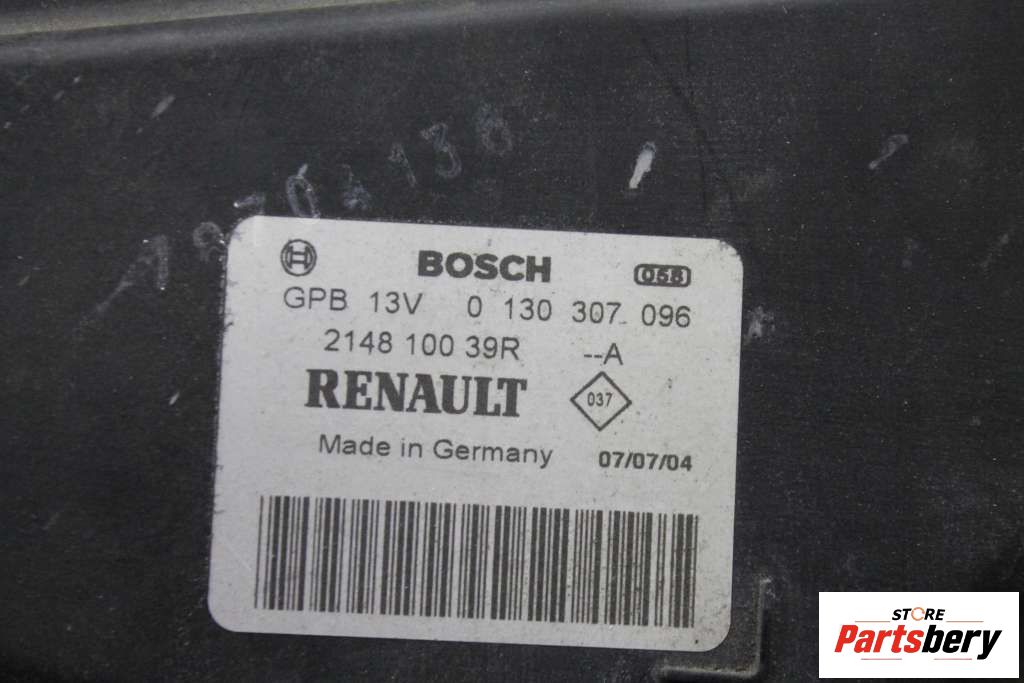 BOSCH 056
GPB 13V 0 130 307 096
2148 100 39R --A
RENAULT 037
Made in Germany 07/07/04
STORE
Partsbery